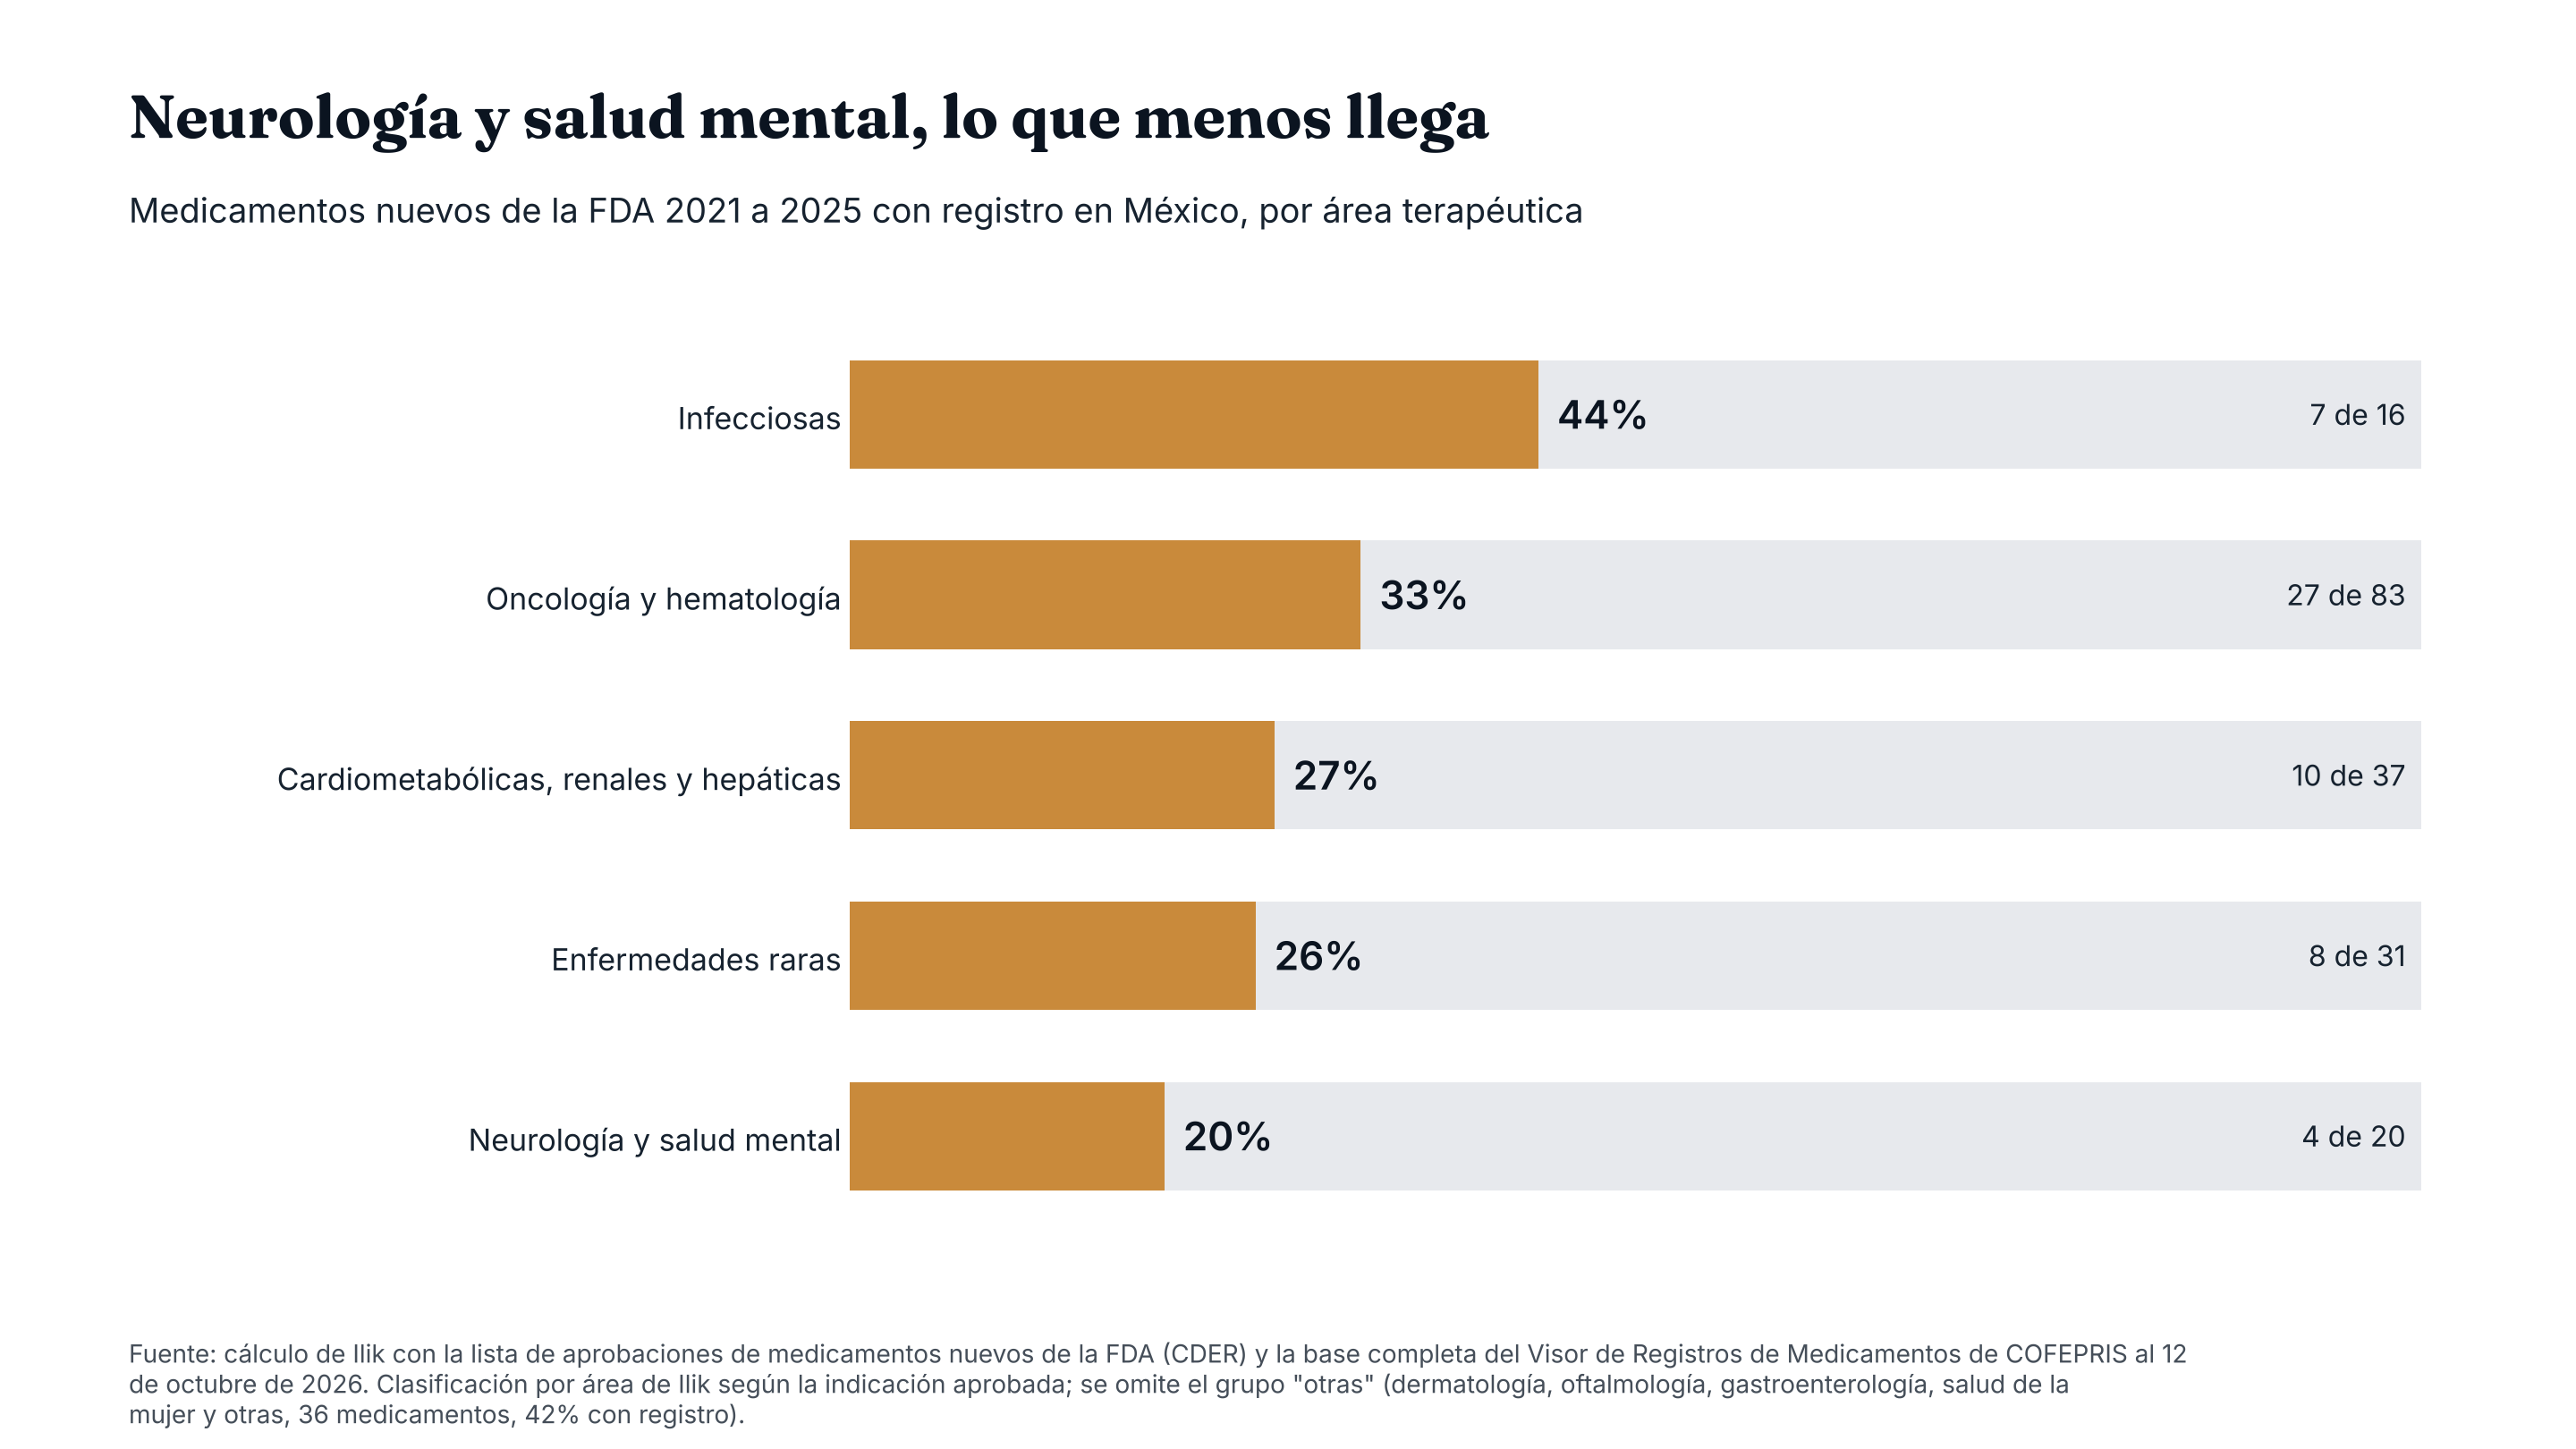 Neurología y salud mental, lo que menos llega
Medicamentos nuevos de la FDA 2021 a 2025 con registro en México, por área terapéutica
Infecciosas 44% 7 de 16
Oncología y hematología 33% 27 de 83
Cardiometabólicas, renales y hepáticas 27% 10 de 37
Enfermedades raras 26% 8 de 31
Neurología y salud mental 20% 4 de 20
Fuente: cálculo de Ilik con la lista de aprobaciones de medicamentos nuevos de la FDA (CDER) y la base completa del Visor de Registros de Medicamentos de COFEPRIS al 12
de octubre de 2026. Clasificación por área de Ilik según la indicación aprobada; se omite el grupo "otras" (dermatología, oftalmología, gastroenterología, salud de la
mujer y otras, 36 medicamentos, 42% con registro).